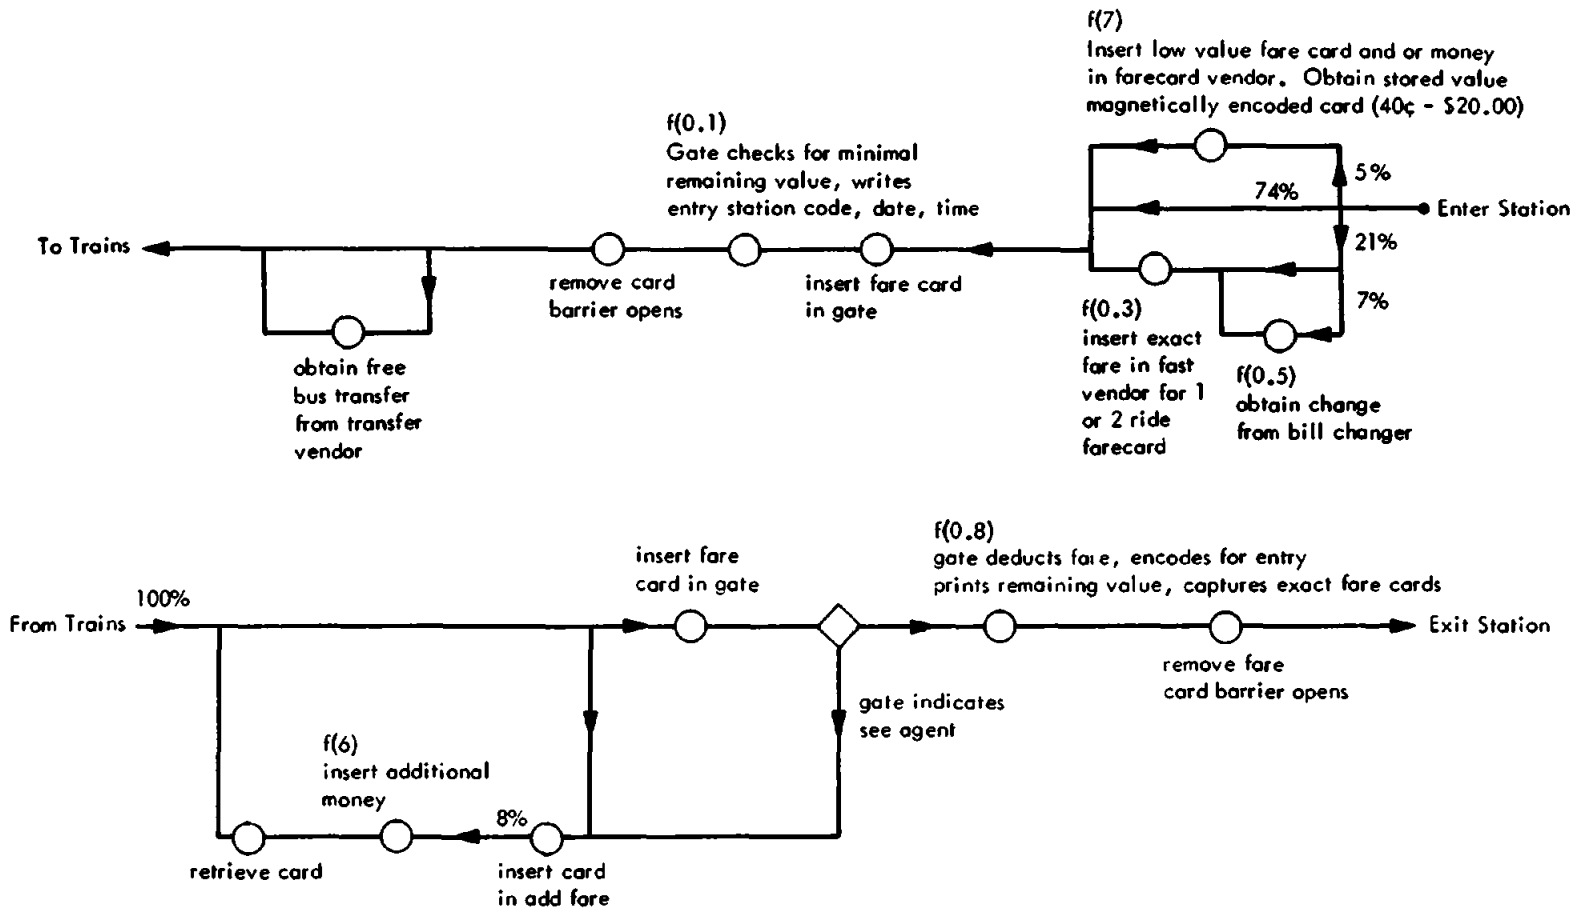 f(7)
Insert low value fare card and or money
in farecard vendor. Obtain stored value
magnetically encoded card (40¢ - $20.00)
f(0.1)
Gate checks for minimal
remaining value, writes
entry station code, date, time
5%
74%
Enter Station
To Trains
21%
remove card
barrier opens
insert fare card
in gate
7%
f(0.3)
insert exact
fare in fast
vendor for 1
or 2 ride
farecard
f(0.5)
obtain change
from bill changer
obtain free
bus transfer
from transfer
vendor
f(0.8)
gate deducts fare, encodes for entry
prints remaining value, captures exact fare cards
insert fare
card in gate
100%
From Trains
Exit Station
remove fare
card barrier opens
gate indicates
see agent
f(6)
insert additional
money
8%
retrieve card
insert card
in add fare